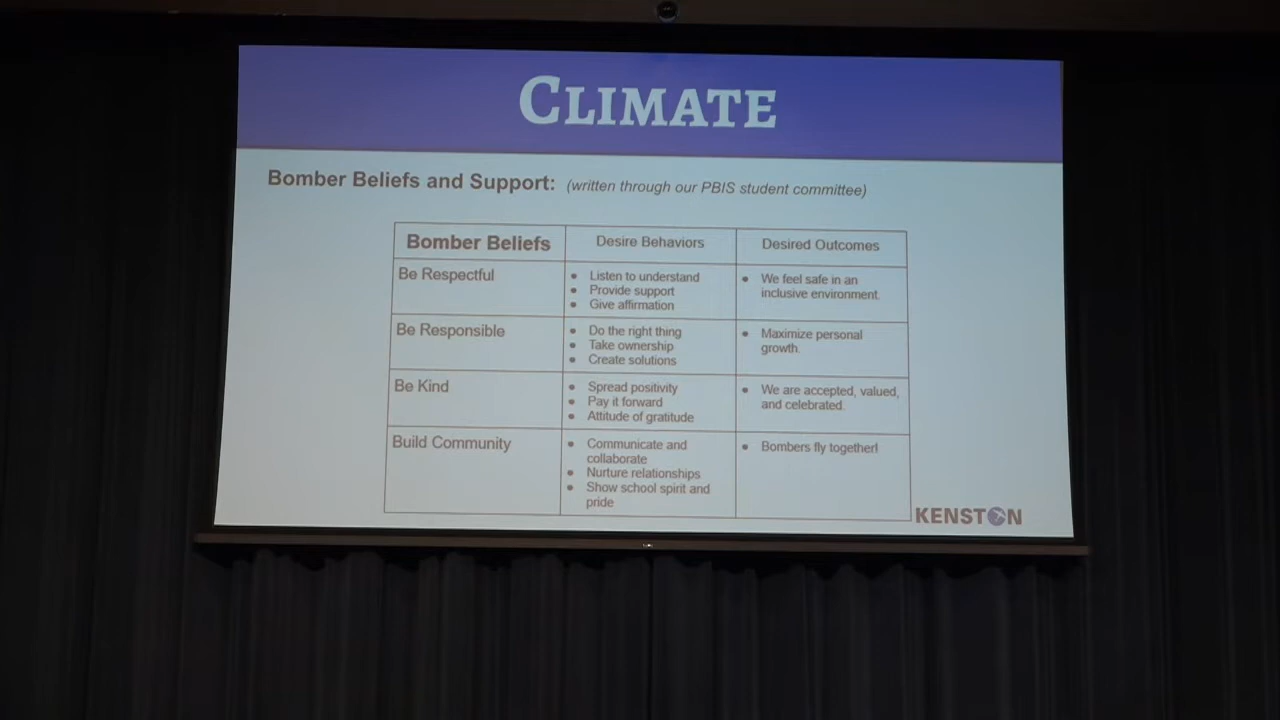 CLIMATE
Bomber Beliefs and Support: (written through our PBIS student committee)
Bomber Beliefs
Desire Behaviors
Desired Outcomes
Be Respectful
• Listen to understand
• Provide support
• Give affirmation
• We feel safe in an
inclusive environment.
Be Responsible
• Do the right thing
• Take ownership
• Create solutions
• Maximize personal
growth.
Be Kind
• Spread positivity
• Pay it forward
• Attitude of gratitude
• We are accepted, valued,
and celebrated.
Build Community
• Communicate and
collaborate
• Nurture relationships
• Show school spirit and
pride
• Bombers fly together!
KENSTON